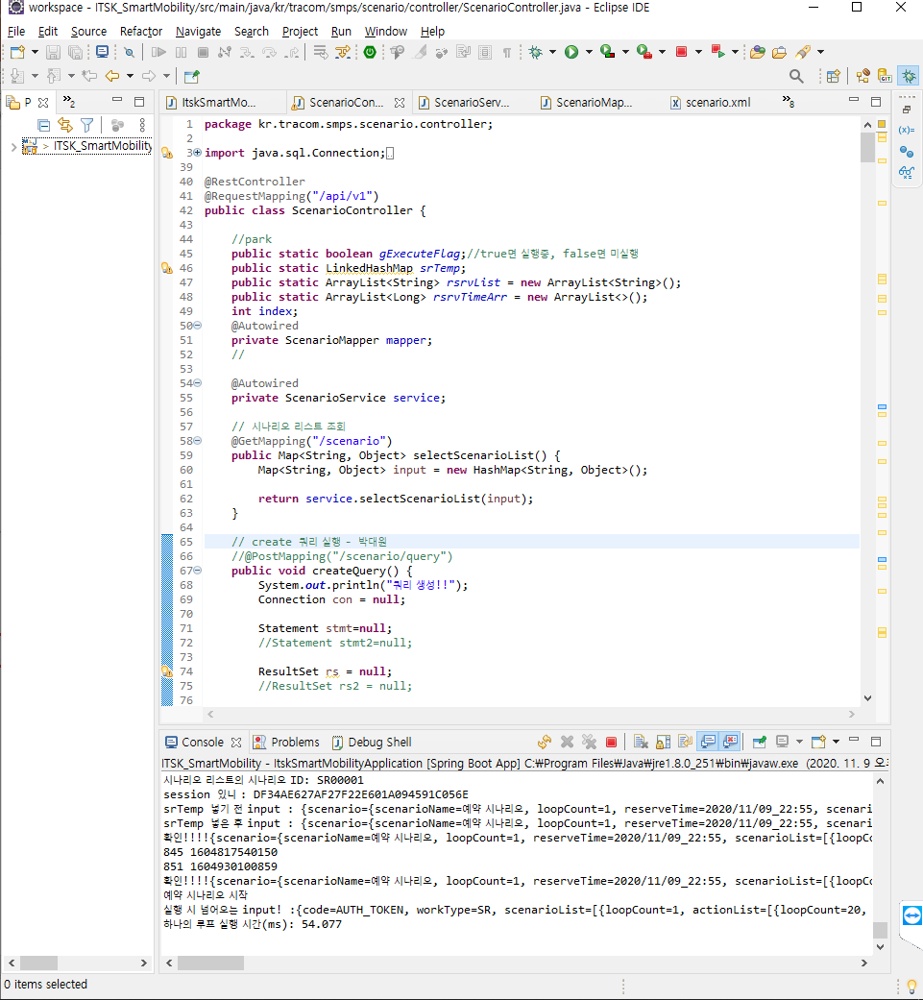 workspace - ITSK_SmartMobility/src/main/java/kr/tracom/smps/scenario/controller/ScenarioController.java - Eclipse IDE
File Edit Source Refactor Navigate Search Project Run Window Help
P
»2
ItskSmartMo...
ScenarioCon...
ScenarioServ...
ScenarioMap...
scenario.xml
»8
> ITSK_SmartMobility
1 package kr.tracom.smps.scenario.controller;
2
3 import java.sql.Connection;
39
40 @RestController
41 @RequestMapping("/api/v1")
42 public class ScenarioController {
43
44 //park
45 public static boolean gExecuteFlag;//true면 실행중, false면 미실행
46 public static LinkedHashMap srTemp;
47 public static ArrayList<String> rsrvList = new ArrayList<String>();
48 public static ArrayList<Long> rsrvTimeArr = new ArrayList<>();
49 int index;
50 @Autowired
51 private ScenarioMapper mapper;
52 //
53
54 @Autowired
55 private ScenarioService service;
56
57 // 시나리오 리스트 조회
58 @GetMapping("/scenario")
59 public Map<String, Object> selectScenarioList() {
60 Map<String, Object> input = new HashMap<String, Object>();
61
62 return service.selectScenarioList(input);
63 }
64
65 // create 쿼리 실행 - 박대원
66 //@PostMapping("/scenario/query")
67 public void createQuery() {
68 System.out.println("쿼리 생성!!");
69 Connection con = null;
70
71 Statement stmt=null;
72 //Statement stmt2=null;
73
74 ResultSet rs = null;
75 //ResultSet rs2 = null;
76
Console Problems Debug Shell
ITSK_SmartMobility - ItskSmartMobilityApplication [Spring Boot App] C:₩Program Files₩Java₩jre1.8.0_251₩bin₩javaw.exe (2020. 11. 9 오
시나리오 리스트의 시나리오 ID: SR00001
session 있니 : DF34AE627AF27F22E601A094591C056E
srTemp 넣기 전 input : {scenario={scenarioName=예약 시나리오, loopCount=1, reserveTime=2020/11/09_22:55, scenari
srTemp 넣은 후 input : {scenario={scenarioName=예약 시나리오, loopCount=1, reserveTime=2020/11/09_22:55, scenari
확인!!!!{scenario={scenarioName=예약 시나리오, loopCount=1, reserveTime=2020/11/09_22:55, scenarioList=[{loopCo
845 1604817540150
851 1604930100859
확인!!!!{scenario={scenarioName=예약 시나리오, loopCount=1, reserveTime=2020/11/09_22:55, scenarioList=[{loopCo
예약 시나리오 시작
실행 시 넘어오는 input! :{code=AUTH_TOKEN, workType=SR, scenarioList=[{loopCount=1, actionList=[{loopCount=20,
하나의 루프 실행 시간(ms): 54.077
0 items selected